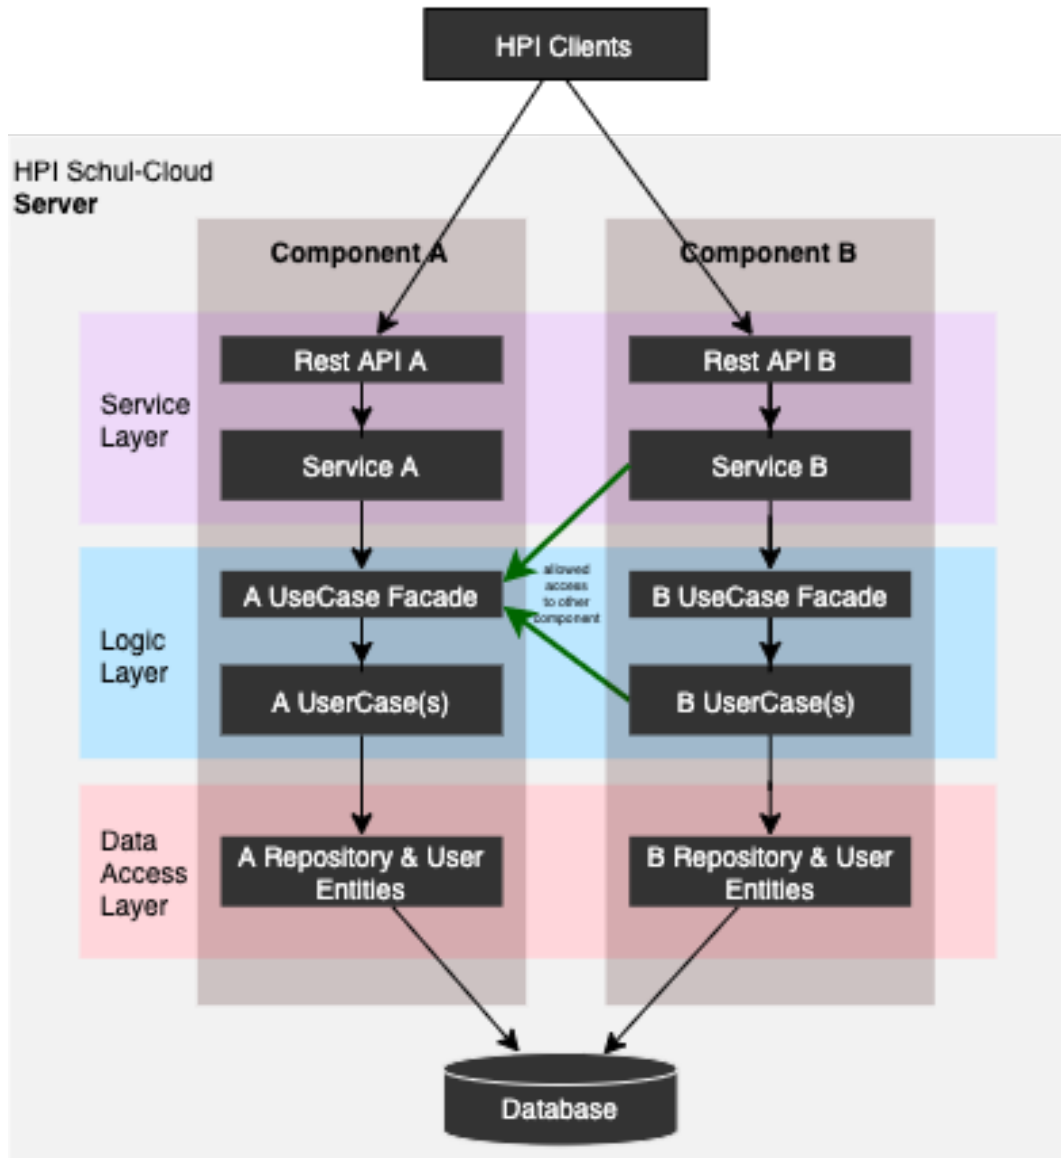 HPI Clients
HPI Schul-Cloud
Server
Component A
Component B
Service
Layer
Rest API A
Rest API B
Service A
Service B
Logic
Layer
A UseCase Facade
allowed
access
to other
component
B UseCase Facade
A UserCase(s)
B UserCase(s)
Data
Access
Layer
A Repository & User
Entities
B Repository & User
Entities
Database